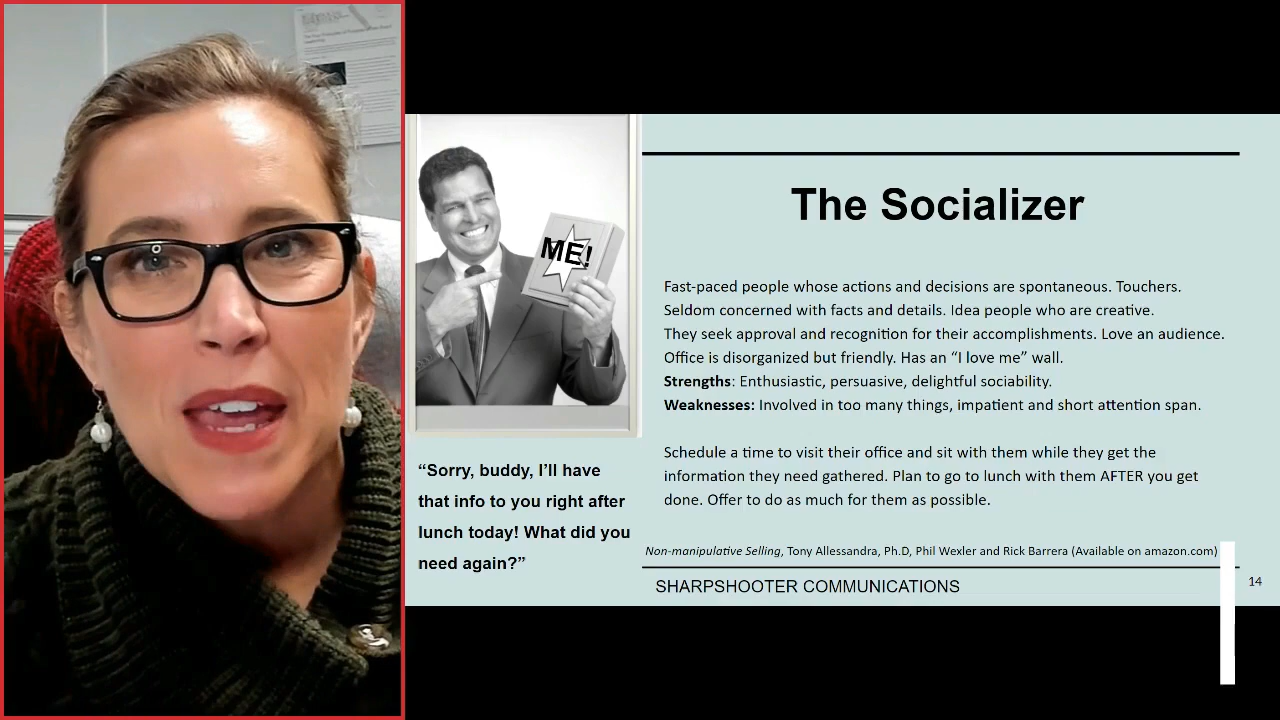 ME!
The Socializer
Fast-paced people whose actions and decisions are spontaneous. Touchers.
Seldom concerned with facts and details. Idea people who are creative.
They seek approval and recognition for their accomplishments. Love an audience.
Office is disorganized but friendly. Has an “I love me” wall.
Strengths: Enthusiastic, persuasive, delightful sociability.
Weaknesses: Involved in too many things, impatient and short attention span.
Schedule a time to visit their office and sit with them while they get the
information they need gathered. Plan to go to lunch with them AFTER you get
done. Offer to do as much for them as possible.
“Sorry, buddy, I’ll have
that info to you right after
lunch today! What did you
need again?”
Non-manipulative Selling, Tony Allessandra, Ph.D, Phil Wexler and Rick Barrera (Available on amazon.com)
SHARPSHOOTER COMMUNICATIONS
14